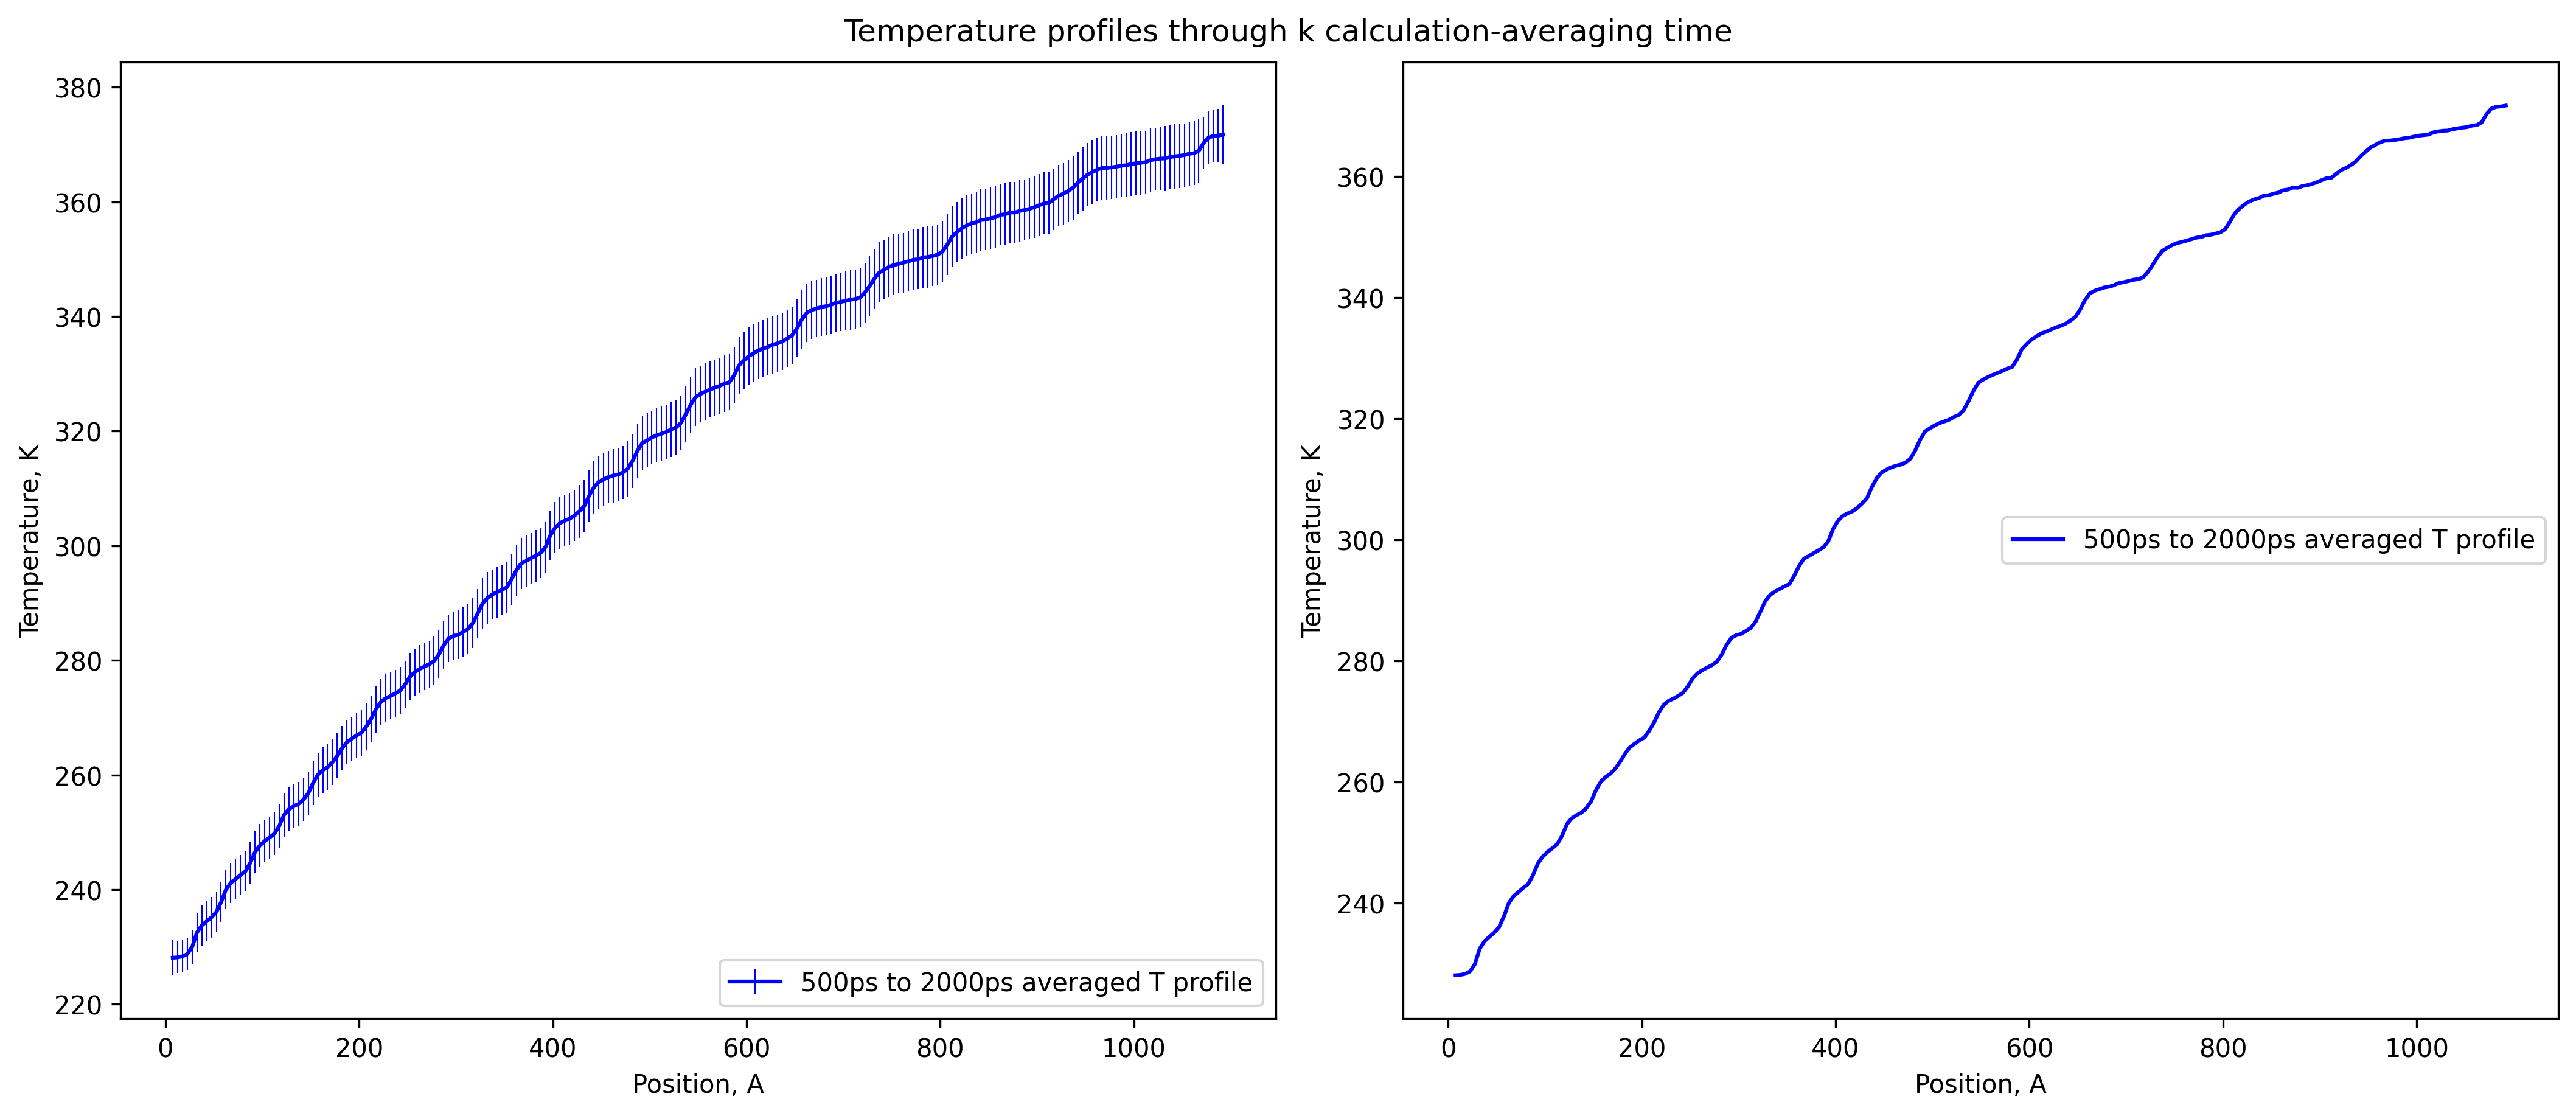 Temperature profiles through k calculation-averaging time
380
360
340
320
300
280
260
240
220
Temperature, K
500ps to 2000ps averaged T profile
0 200 400 600 800 1000
Position, A
360
340
320
300
280
260
240
Temperature, K
500ps to 2000ps averaged T profile
0 200 400 600 800 1000
Position, A